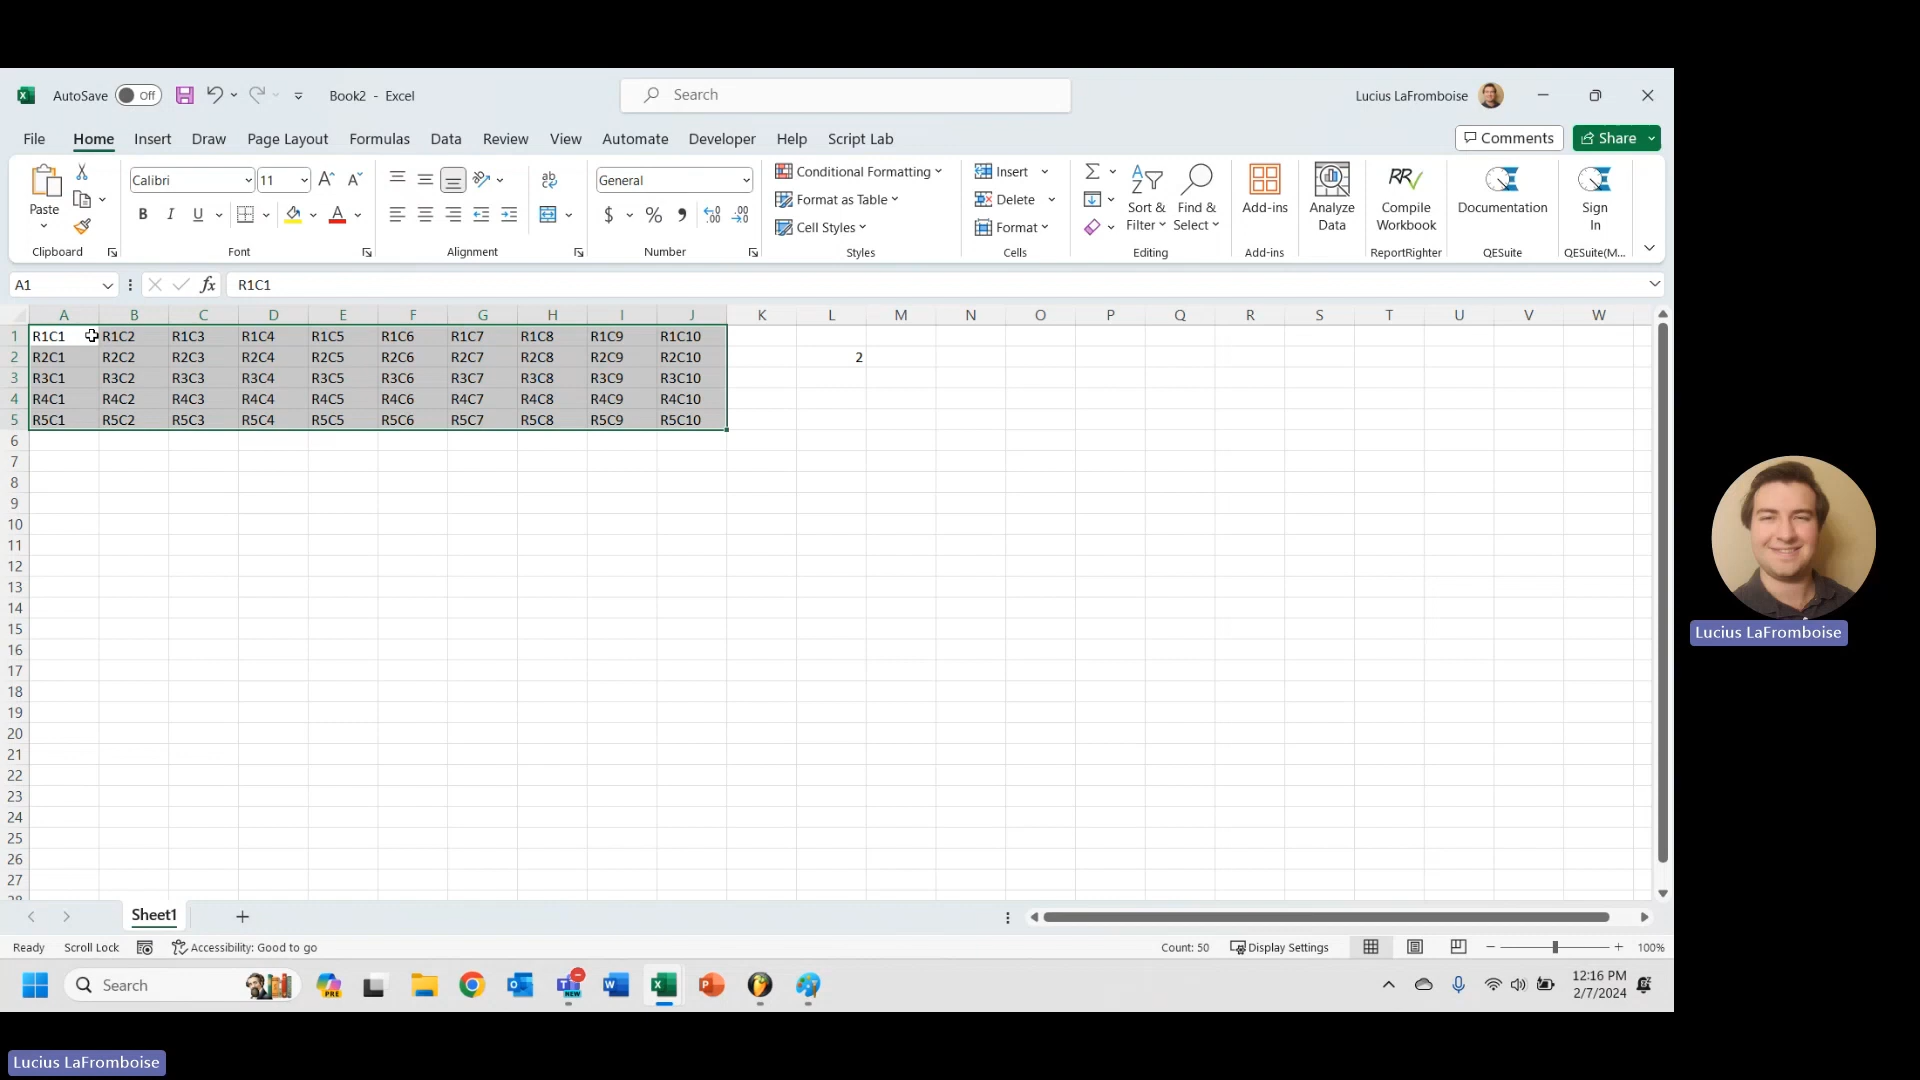 AutoSave Off Book2 - Excel Search Lucius LaFromboise
File Home Insert Draw Page Layout Formulas Data Review View Automate Developer Help Script Lab Comments Share
Paste
Clipboard
Calibri 11
B I U
Font
Alignment
General
$ %
Number
Conditional Formatting
Format as Table
Cell Styles
Styles
Insert
Delete
Format
Cells
Sort &
Filter
Find &
Select
Editing
Add-ins
Add-ins
Analyze
Data
Compile
Workbook
ReportRighter
Documentation
QESuite
Sign
In
QESuite(M...
A1 fx R1C1
A B C D E F G H I J K L M N O P Q R S T U V W
1 R1C1 R1C2 R1C3 R1C4 R1C5 R1C6 R1C7 R1C8 R1C9 R1C10
2 R2C1 R2C2 R2C3 R2C4 R2C5 R2C6 R2C7 R2C8 R2C9 R2C10 2
3 R3C1 R3C2 R3C3 R3C4 R3C5 R3C6 R3C7 R3C8 R3C9 R3C10
4 R4C1 R4C2 R4C3 R4C4 R4C5 R4C6 R4C7 R4C8 R4C9 R4C10
5 R5C1 R5C2 R5C3 R5C4 R5C5 R5C6 R5C7 R5C8 R5C9 R5C10
6
7
8
9
10
11
12
13
14
15
16
17
18
19
20
21
22
23
24
25
26
27
28
Sheet1
Ready Scroll Lock Accessibility: Good to go Count: 50 Display Settings 100%
Search
PRE
NEW
12:16 PM
2/7/2024
Lucius LaFromboise
Lucius LaFromboise